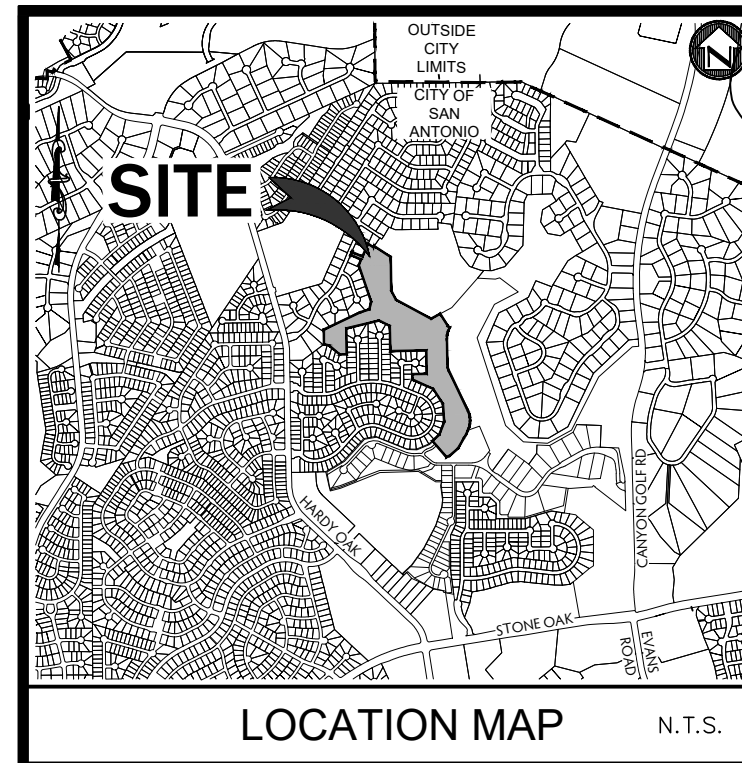 OUTSIDE
CITY
LIMITS
N
CITY OF
SAN
ANTONIO
SITE
HARDY OAK
CANYON GOLF RD
STONE OAK
EVANS
ROAD
LOCATION MAP
N.T.S.